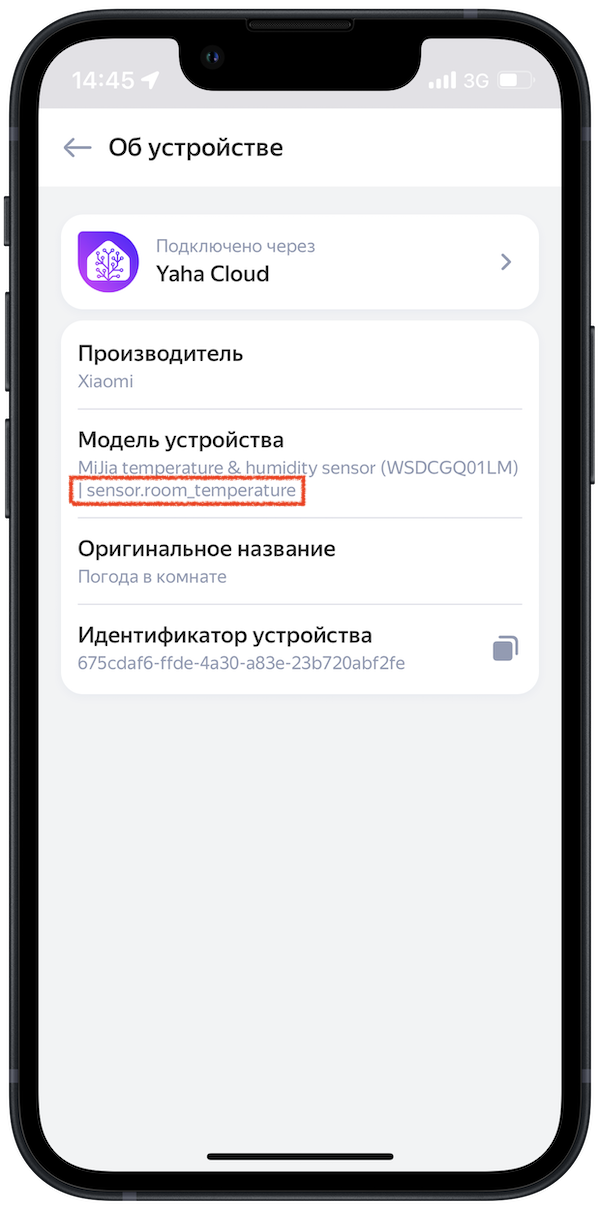 14:45 3G
Об устройстве
Подключено через
Yaha Cloud
Производитель
Xiaomi
Модель устройства
MiJia temperature & humidity sensor (WSDCGQ01LM)
| sensor.room_temperature
Оригинальное название
Погода в комнате
Идентификатор устройства
675cdaf6-ffde-4a30-a83e-23b720abf2fe